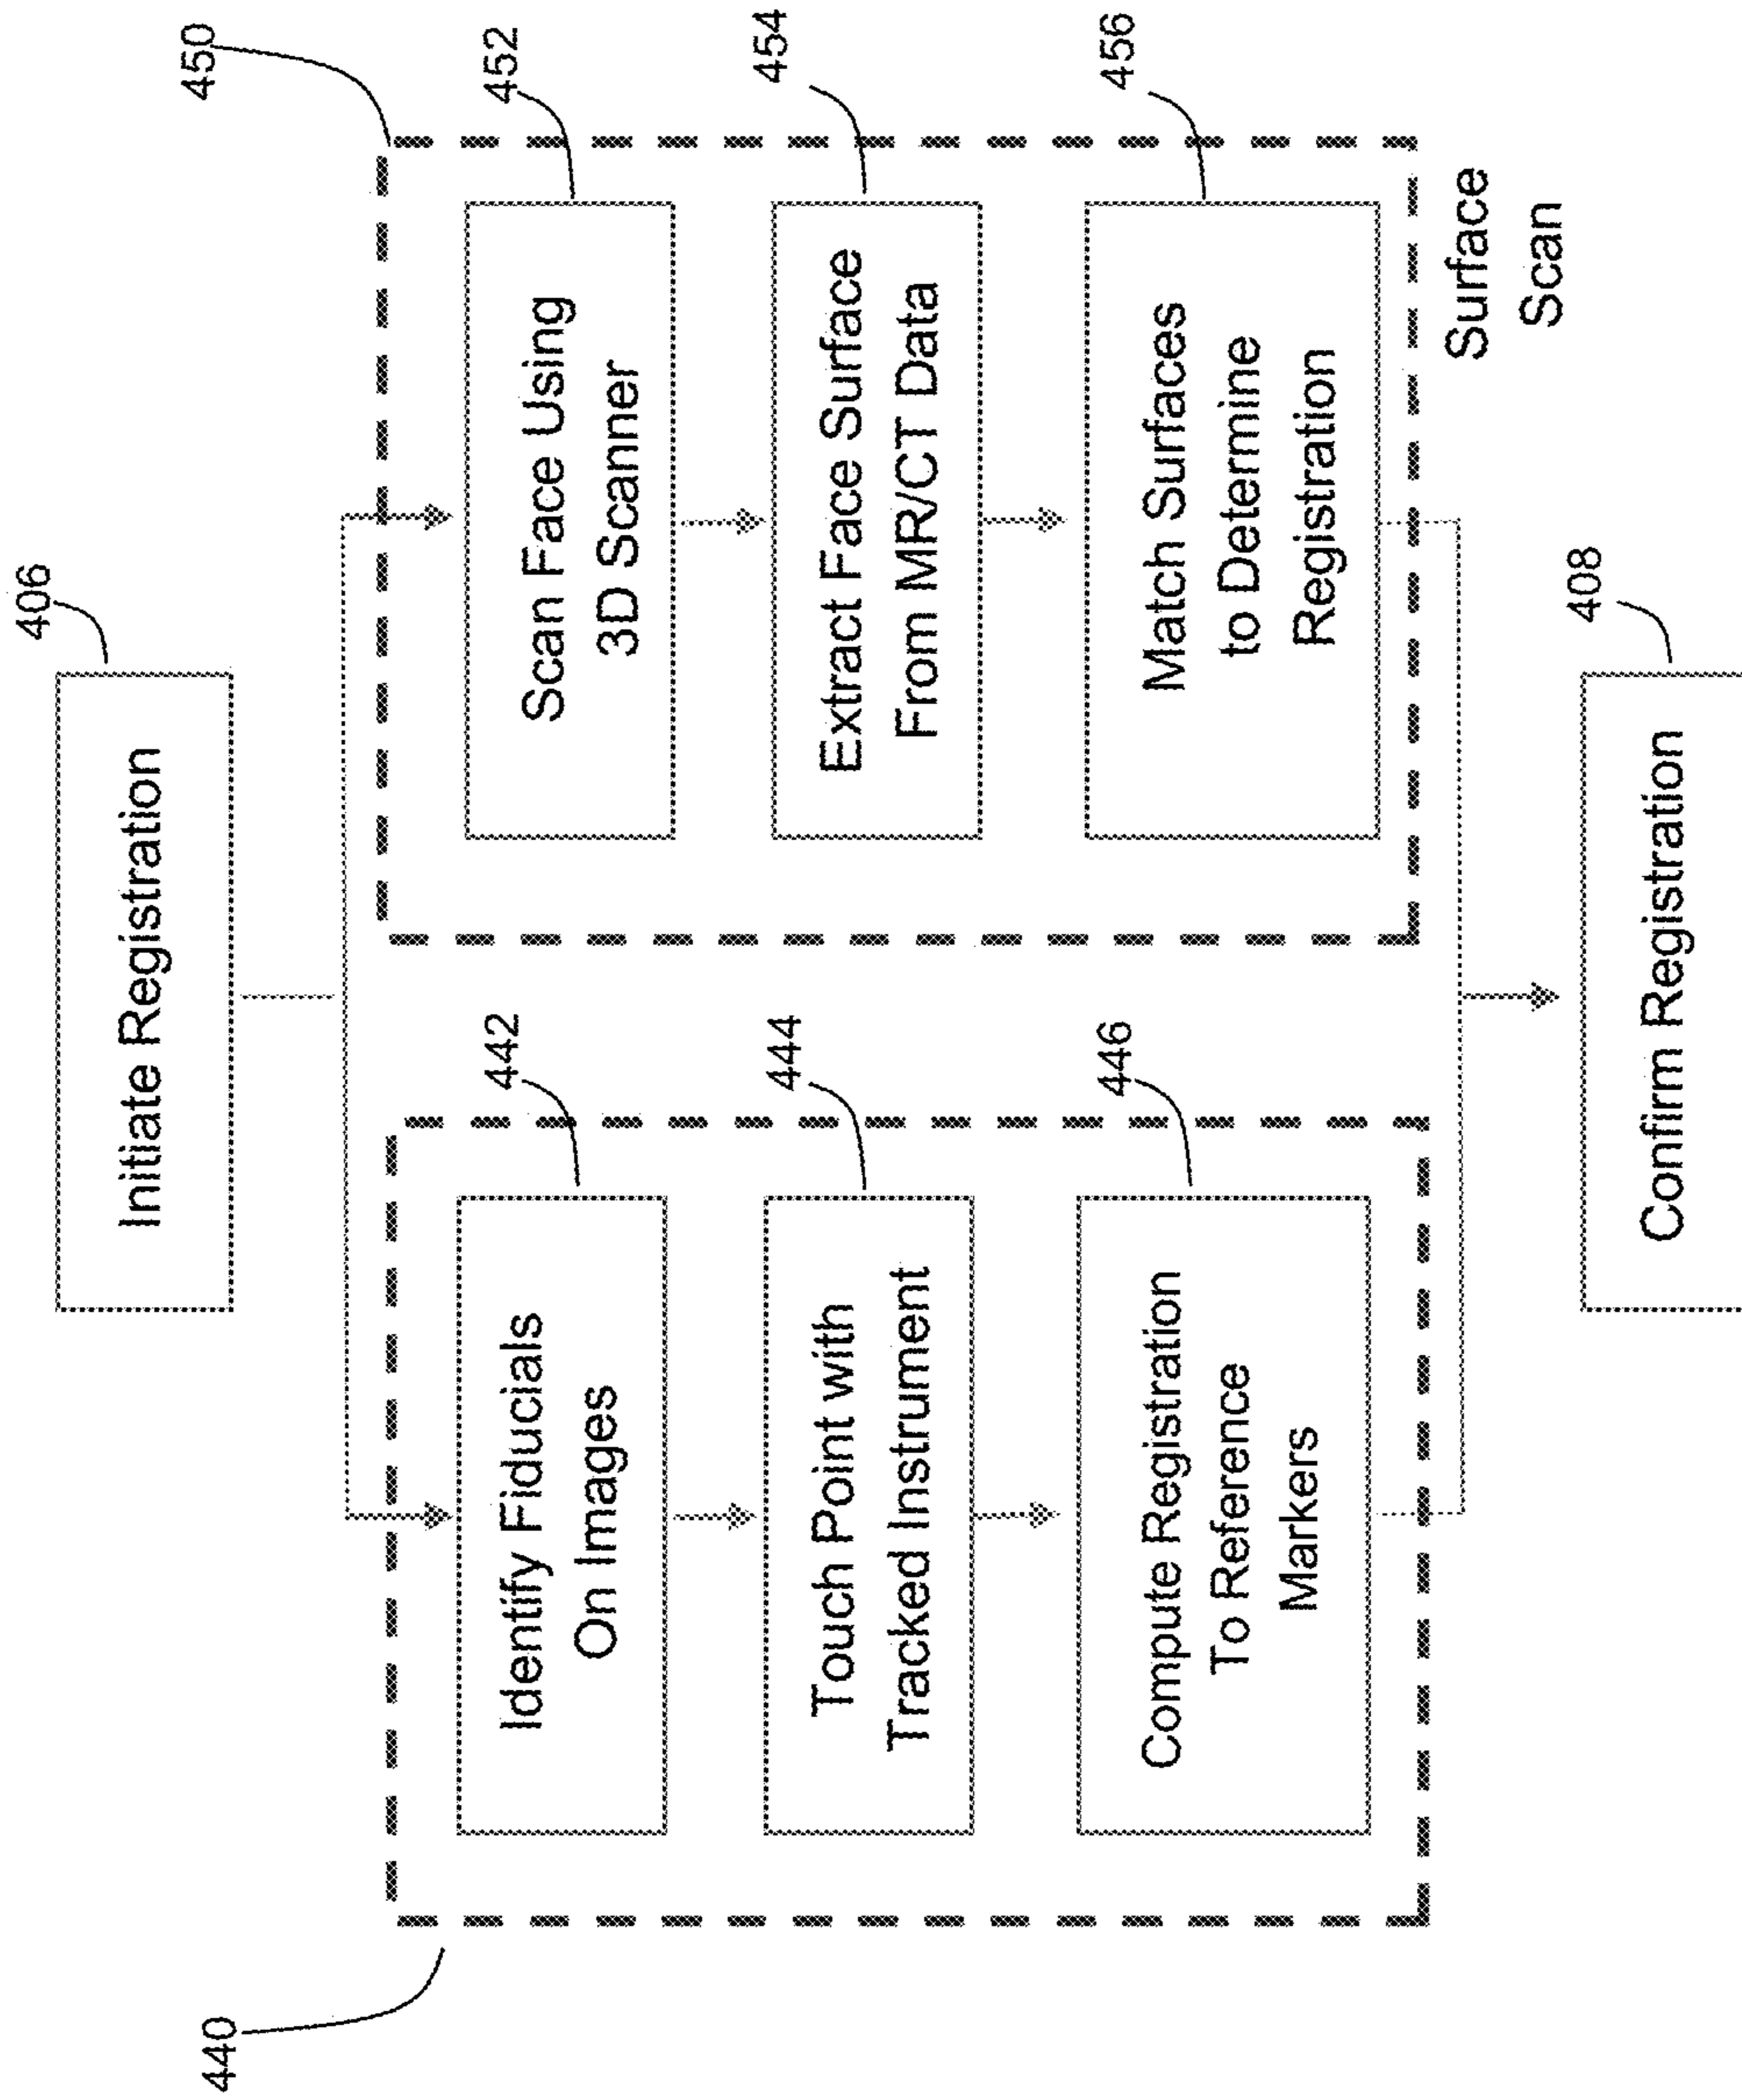 406
Initiate Registration
450
440
442
Identify Fiducials
On Images
444
Touch Point with
Tracked Instrument
446
Compute Registration
To Reference
Markers
452
Scan Face Using
3D Scanner
454
Extract Face Surface
From MR/CT Data
456
Match Surfaces
to Determine
Registration
Surface
Scan
408
Confirm Registration